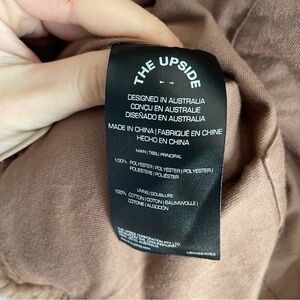 THE UPSIDE
DESIGNED IN AUSTRALIA
CONÇU EN AUSTRALIE
DISEÑADO EN AUSTRALIA
MADE IN CHINA | FABRIQUÉ EN CHINE
HECHO EN CHINA
MAIN | TISSU PRINCIPAL
100% POLYESTER | POLYESTER | POLYESTER /
POLIESTERE | POLIÉSTER
LINING | DOUBLURE
100% COTTON | COTON | BAUMWOLLE |
COTONE | ALGODÓN